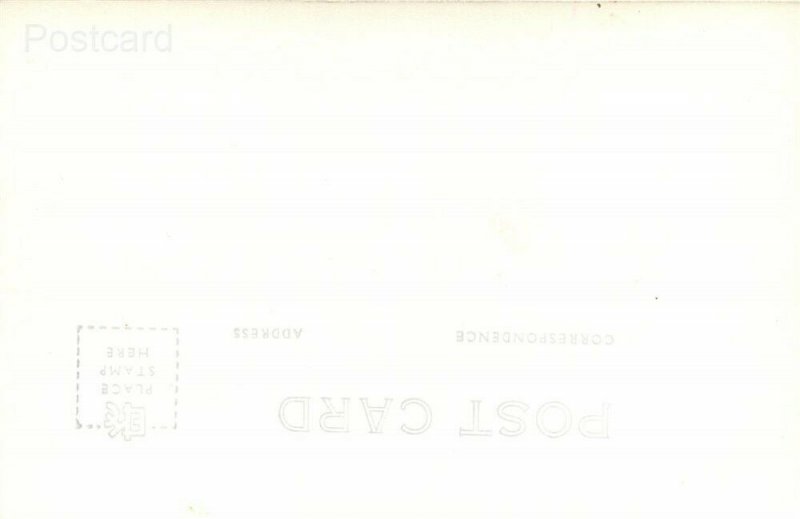 Postcard
POST CARD
CORRESPONDENCE
ADDRESS
PLACE
STAMP
HERE